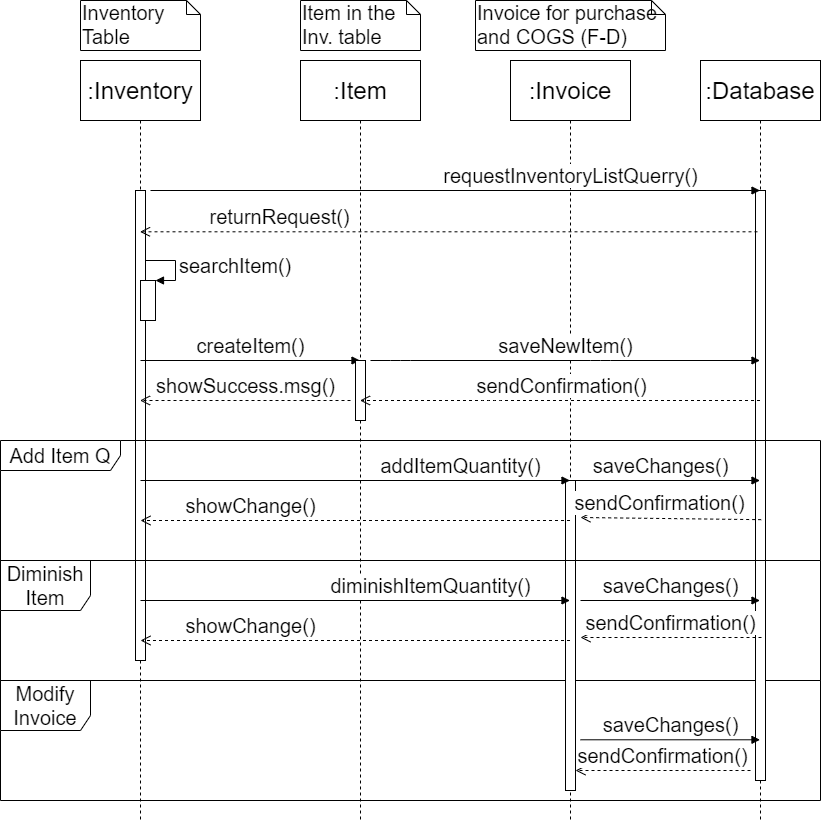 Inventory
Table
Item in the
Inv. table
Invoice for purchase
and COGS (F-D)
:Inventory
:Item
:Invoice
:Database
requestInventoryListQuerry()
returnRequest()
searchItem()
createItem()
saveNewItem()
showSuccess.msg()
sendConfirmation()
Add Item Q
addItemQuantity()
saveChanges()
showChange()
sendConfirmation()
Diminish
Item
diminishItemQuantity()
saveChanges()
showChange()
sendConfirmation()
Modify
Invoice
saveChanges()
sendConfirmation()